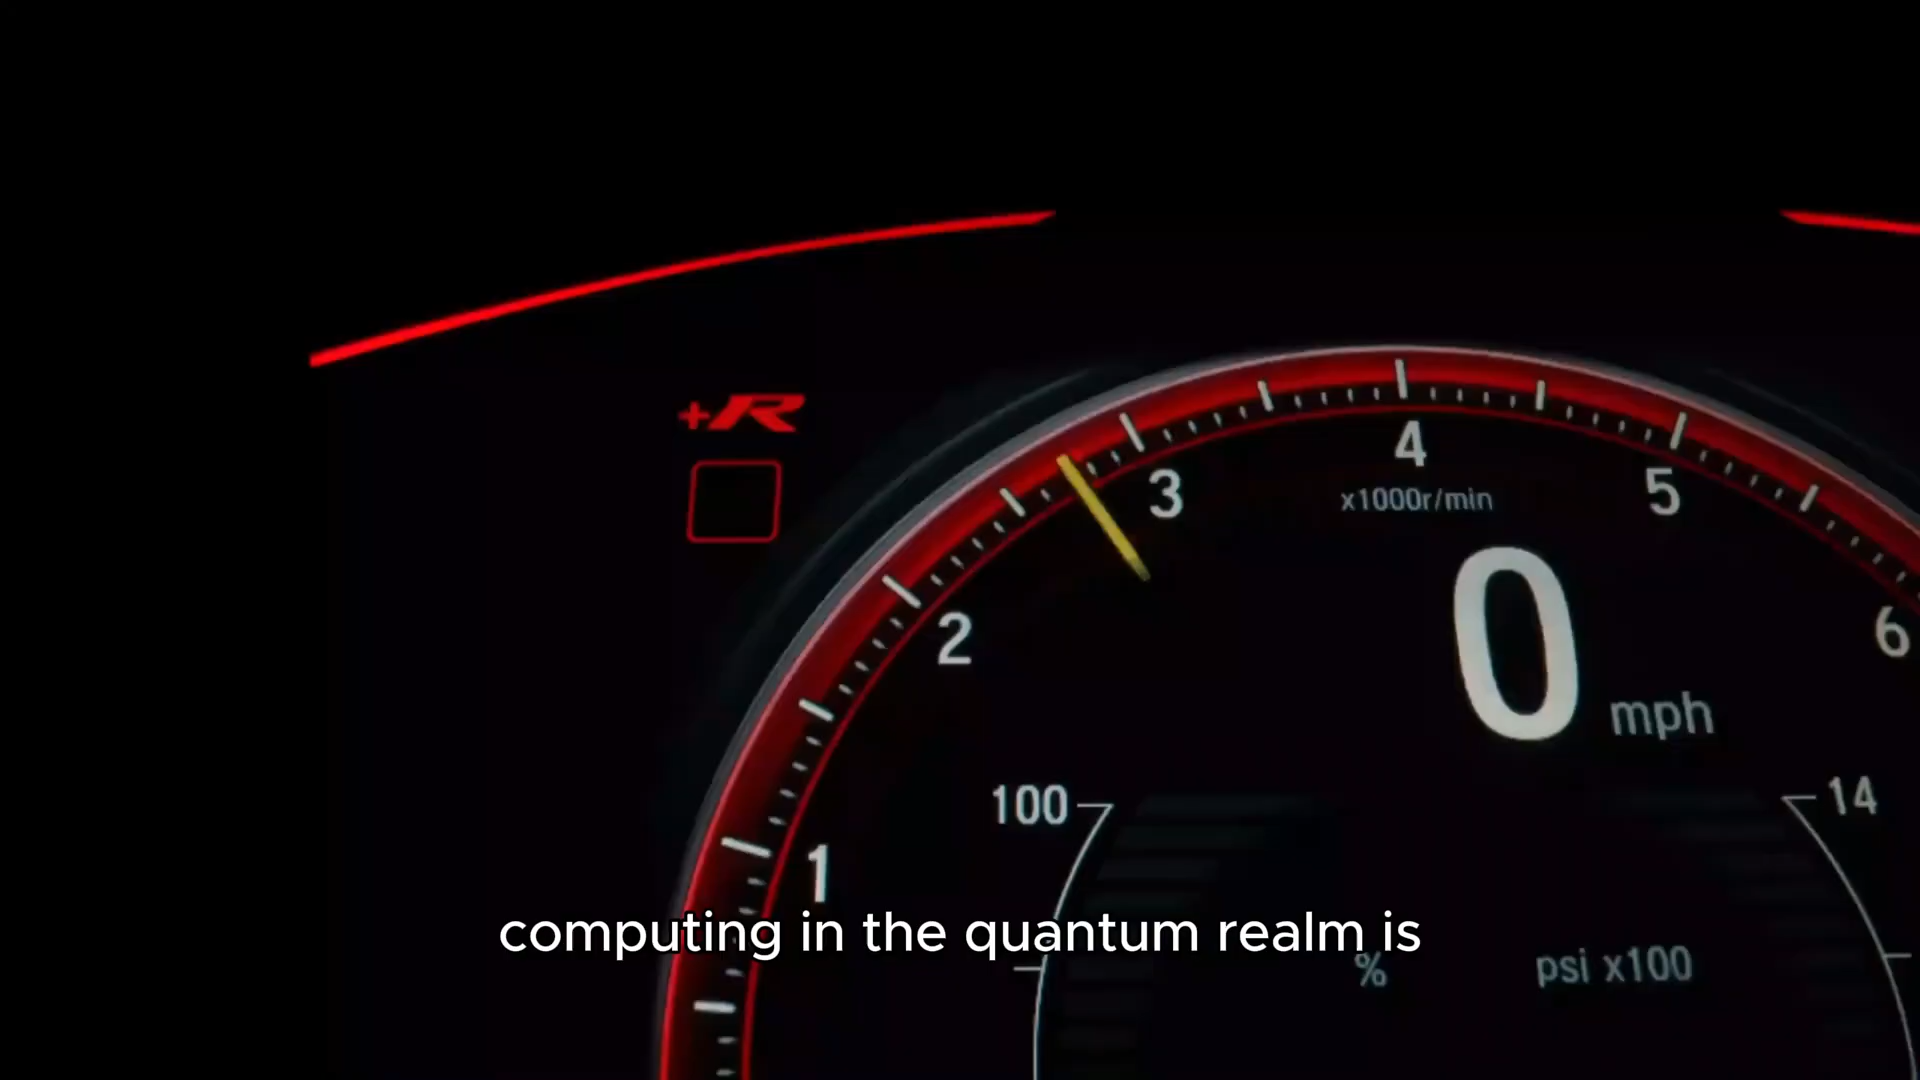 +R
4
3
5
x1000r/min
2
6
0 mph
100
14
1
computing in the quantum realm is
%
psi x100